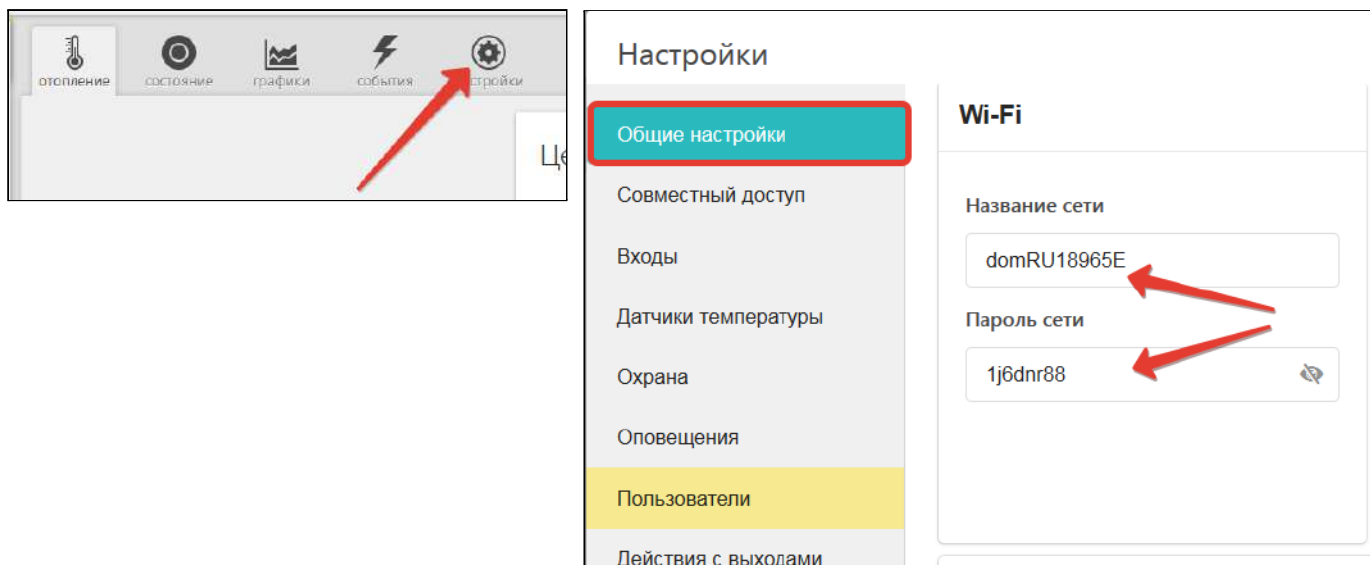 отопление
состояние
графики
события
стройки
Це
Настройки
Общие настройки
Совместный доступ
Входы
Датчики температуры
Охрана
Оповещения
Пользователи
Действия с выходами
Wi-Fi
Название сети
domRU18965E
Пароль сети
1j6dnr88